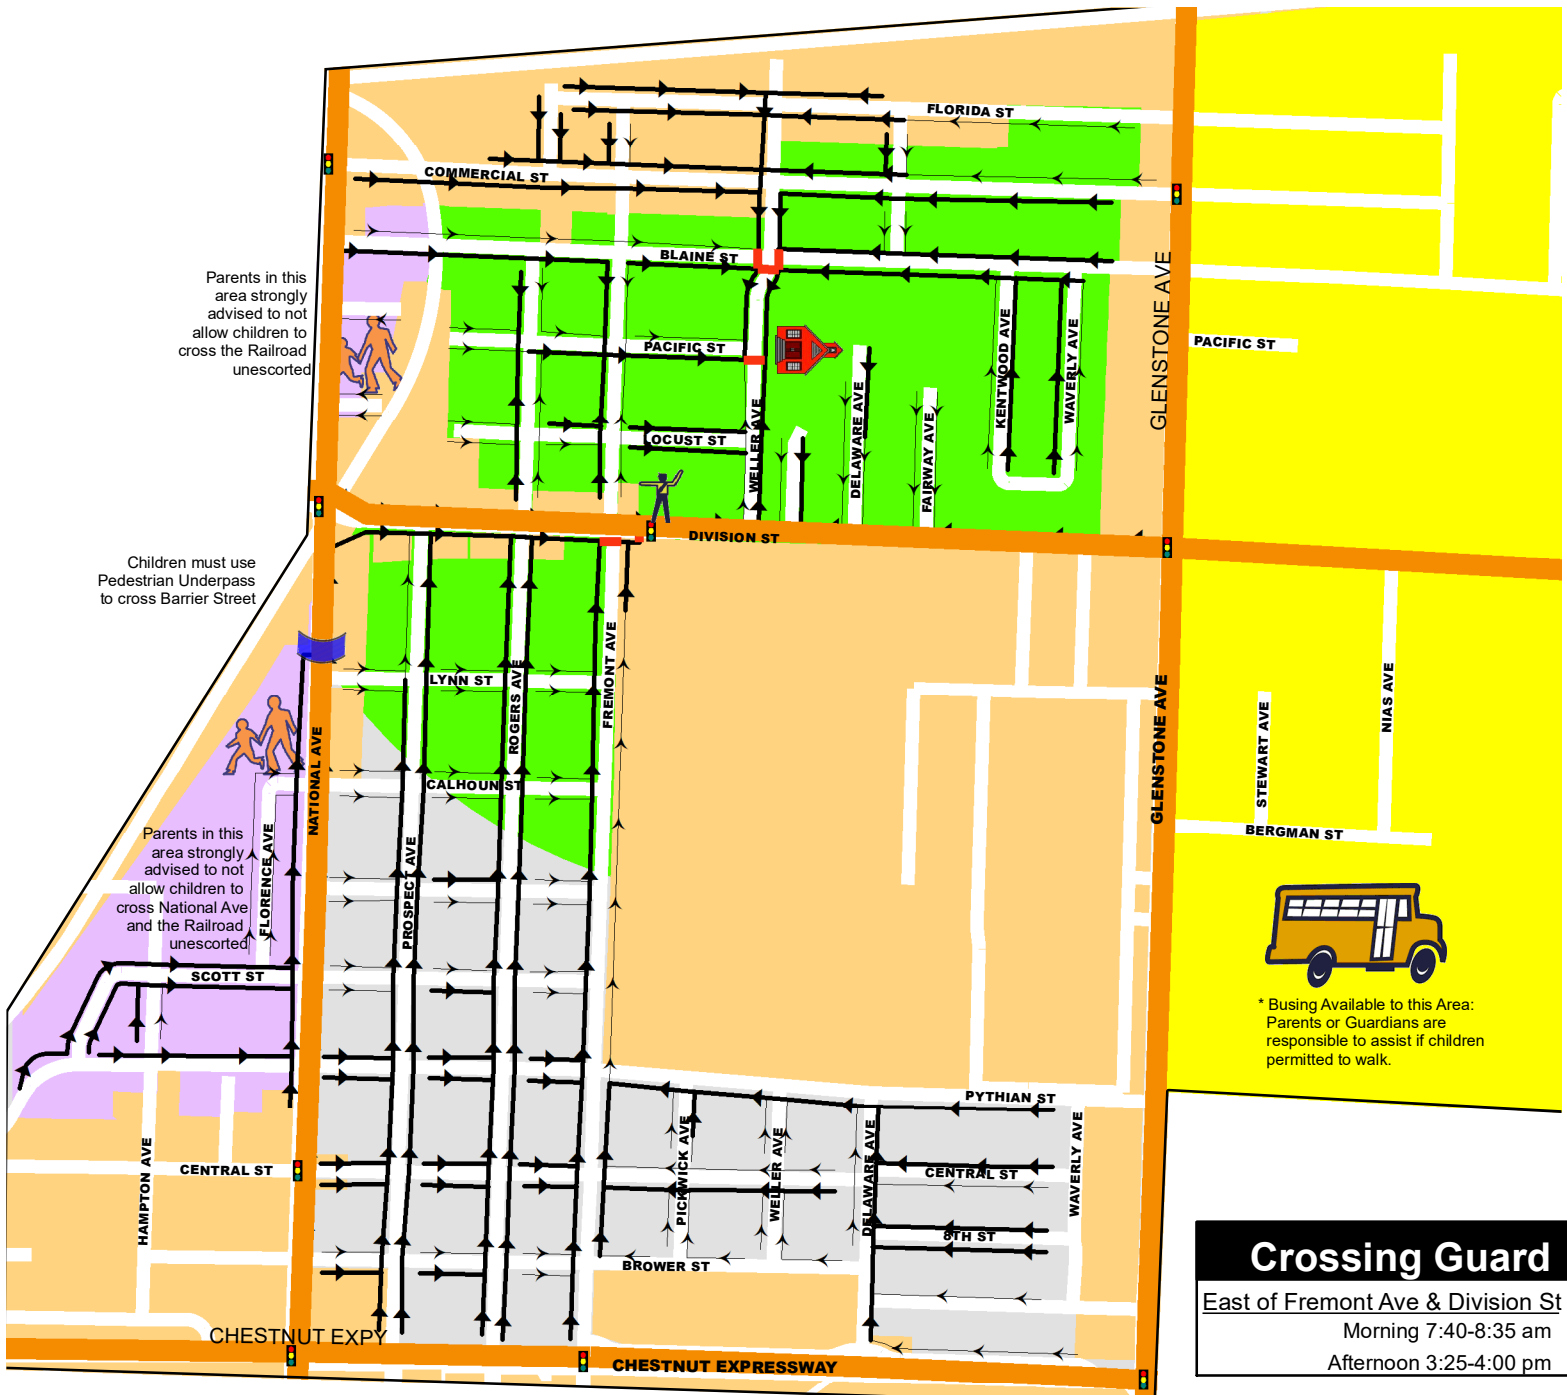 FLORIDA ST
COMMERCIAL ST
BLAINE ST
GLENSTONE AVE
Parents in this
area strongly
advised to not
allow children to
cross the Railroad
unescorted
PACIFIC ST
PACIFIC ST
KENTWOOD AVE
WAVERLY AVE
DELAWARE AVE
WELLER AVE
FAIRWAY AVE
LOCUST ST
DIVISION ST
Children must use
Pedestrian Underpass
to cross Barrier Street
FREMONT AVE
LYNN ST
ROGERS AVE
NATIONAL AVE
GLENSTONE AVE
STEWART AVE
NIAS AVE
CALHOUN ST
BERGMAN ST
Parents in this
area strongly
advised to not
allow children to
cross National Ave
and the Railroad
unescorted
FLORENCE AVE
PROSPECT AVE
SCOTT ST
* Busing Available to this Area:
Parents or Guardians are
responsible to assist if children
permitted to walk.
PYTHIAN ST
HAMPTON AVE
CENTRAL ST
PICKWICK AVE
WELLER AVE
DELAWARE AVE
CENTRAL ST
WAVERLY AVE
8TH ST
BROWER ST
CHESTNUT EXPY
CHESTNUT EXPRESSWAY
Crossing Guard
East of Fremont Ave & Division St
Morning 7:40-8:35 am
Afternoon 3:25-4:00 pm